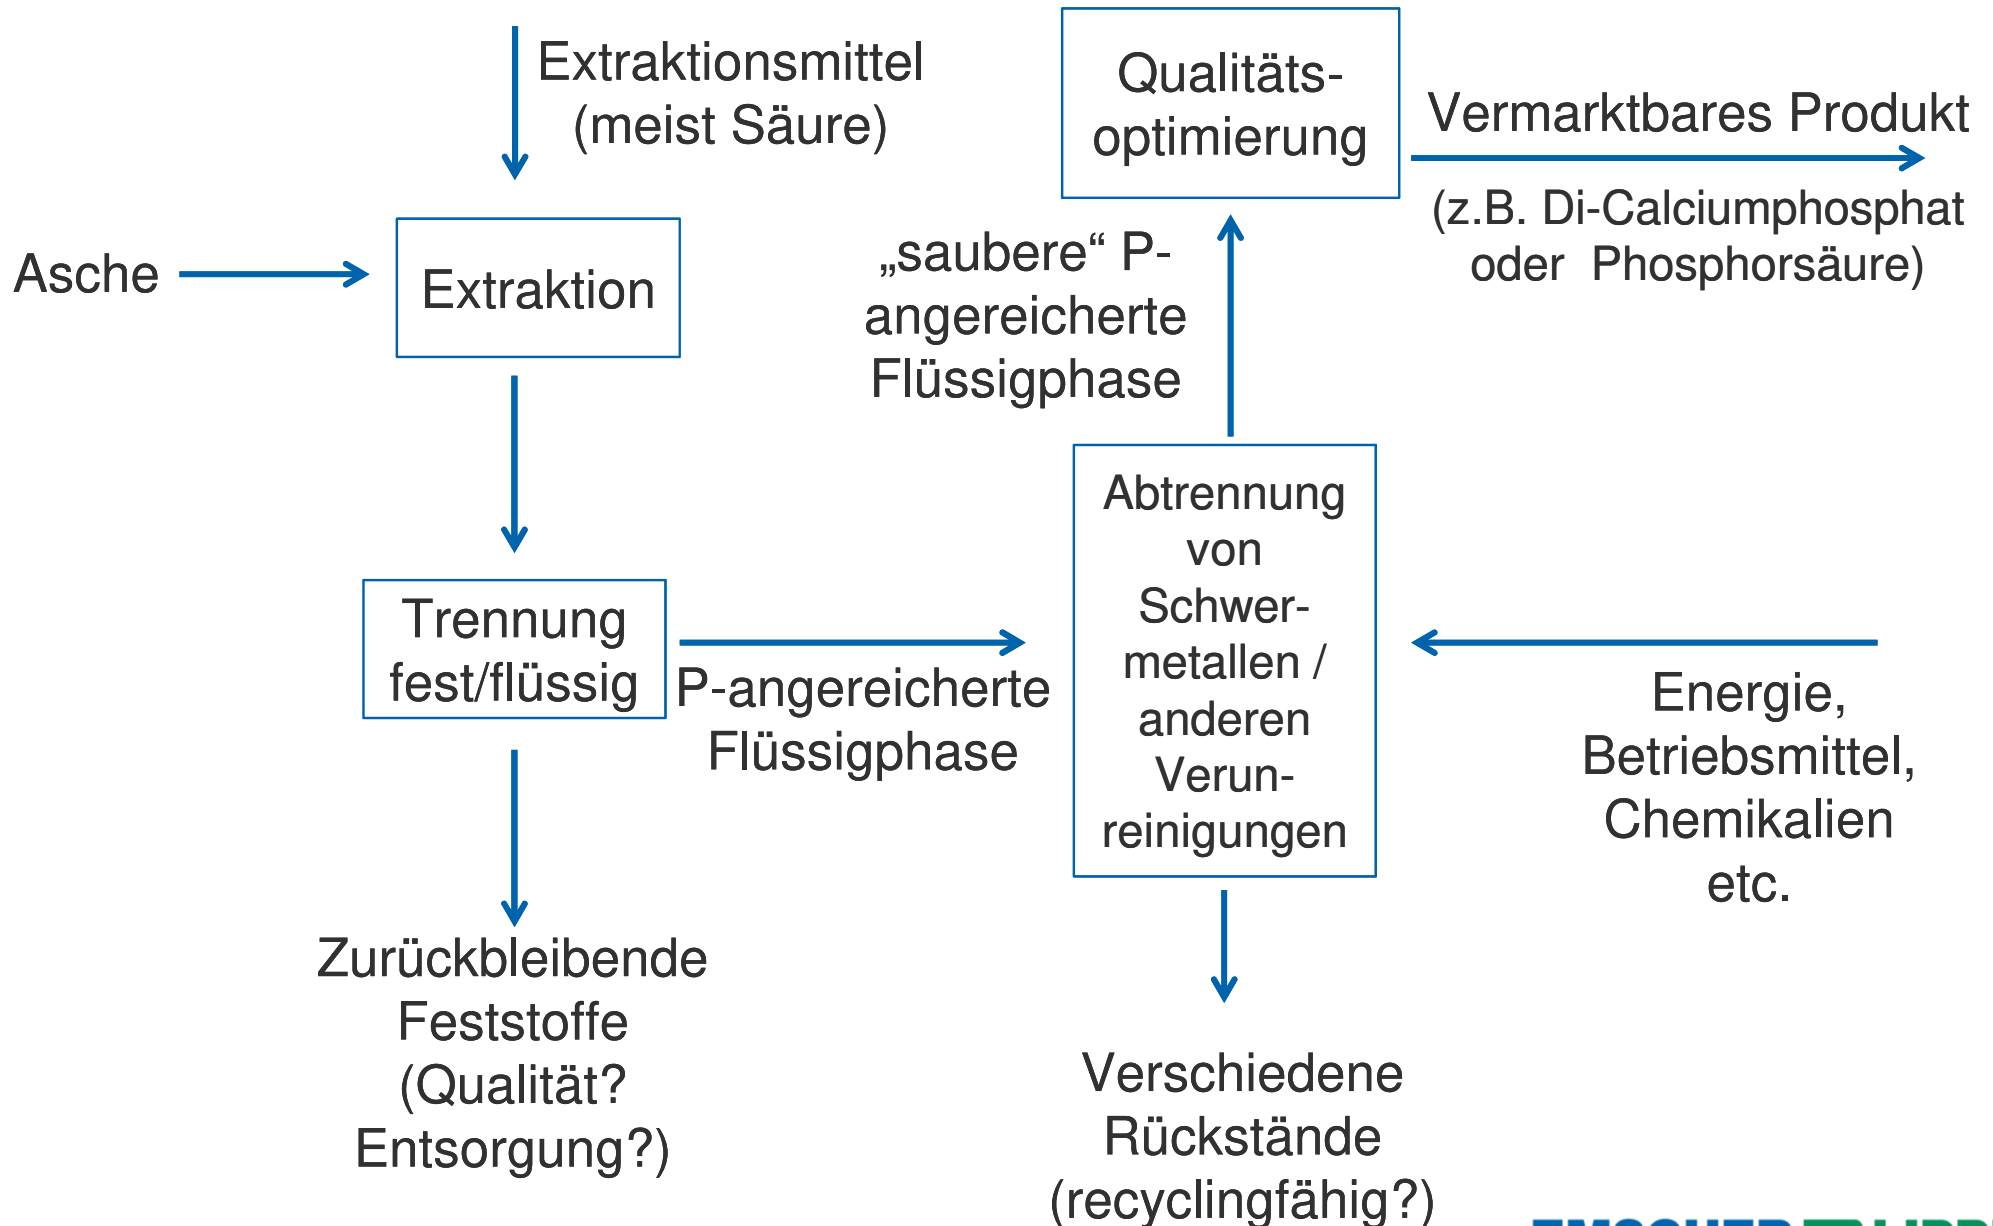 Extraktionsmittel
(meist Säure)
Asche
Extraktion
Trennung
fest/flüssig
P-angereicherte
Flüssigphase
Zurückbleibende
Feststoffe
(Qualität?
Entsorgung?)
Qualitäts-
optimierung
Vermarktbares Produkt
(z.B. Di-Calciumphosphat
oder Phosphorsäure)
„saubere“ P-
angereicherte
Flüssigphase
Abtrennung
von
Schwer-
metallen /
anderen
Verun-
reinigungen
Energie,
Betriebsmittel,
Chemikalien
etc.
Verschiedene
Rückstände
(recyclingfähig?)